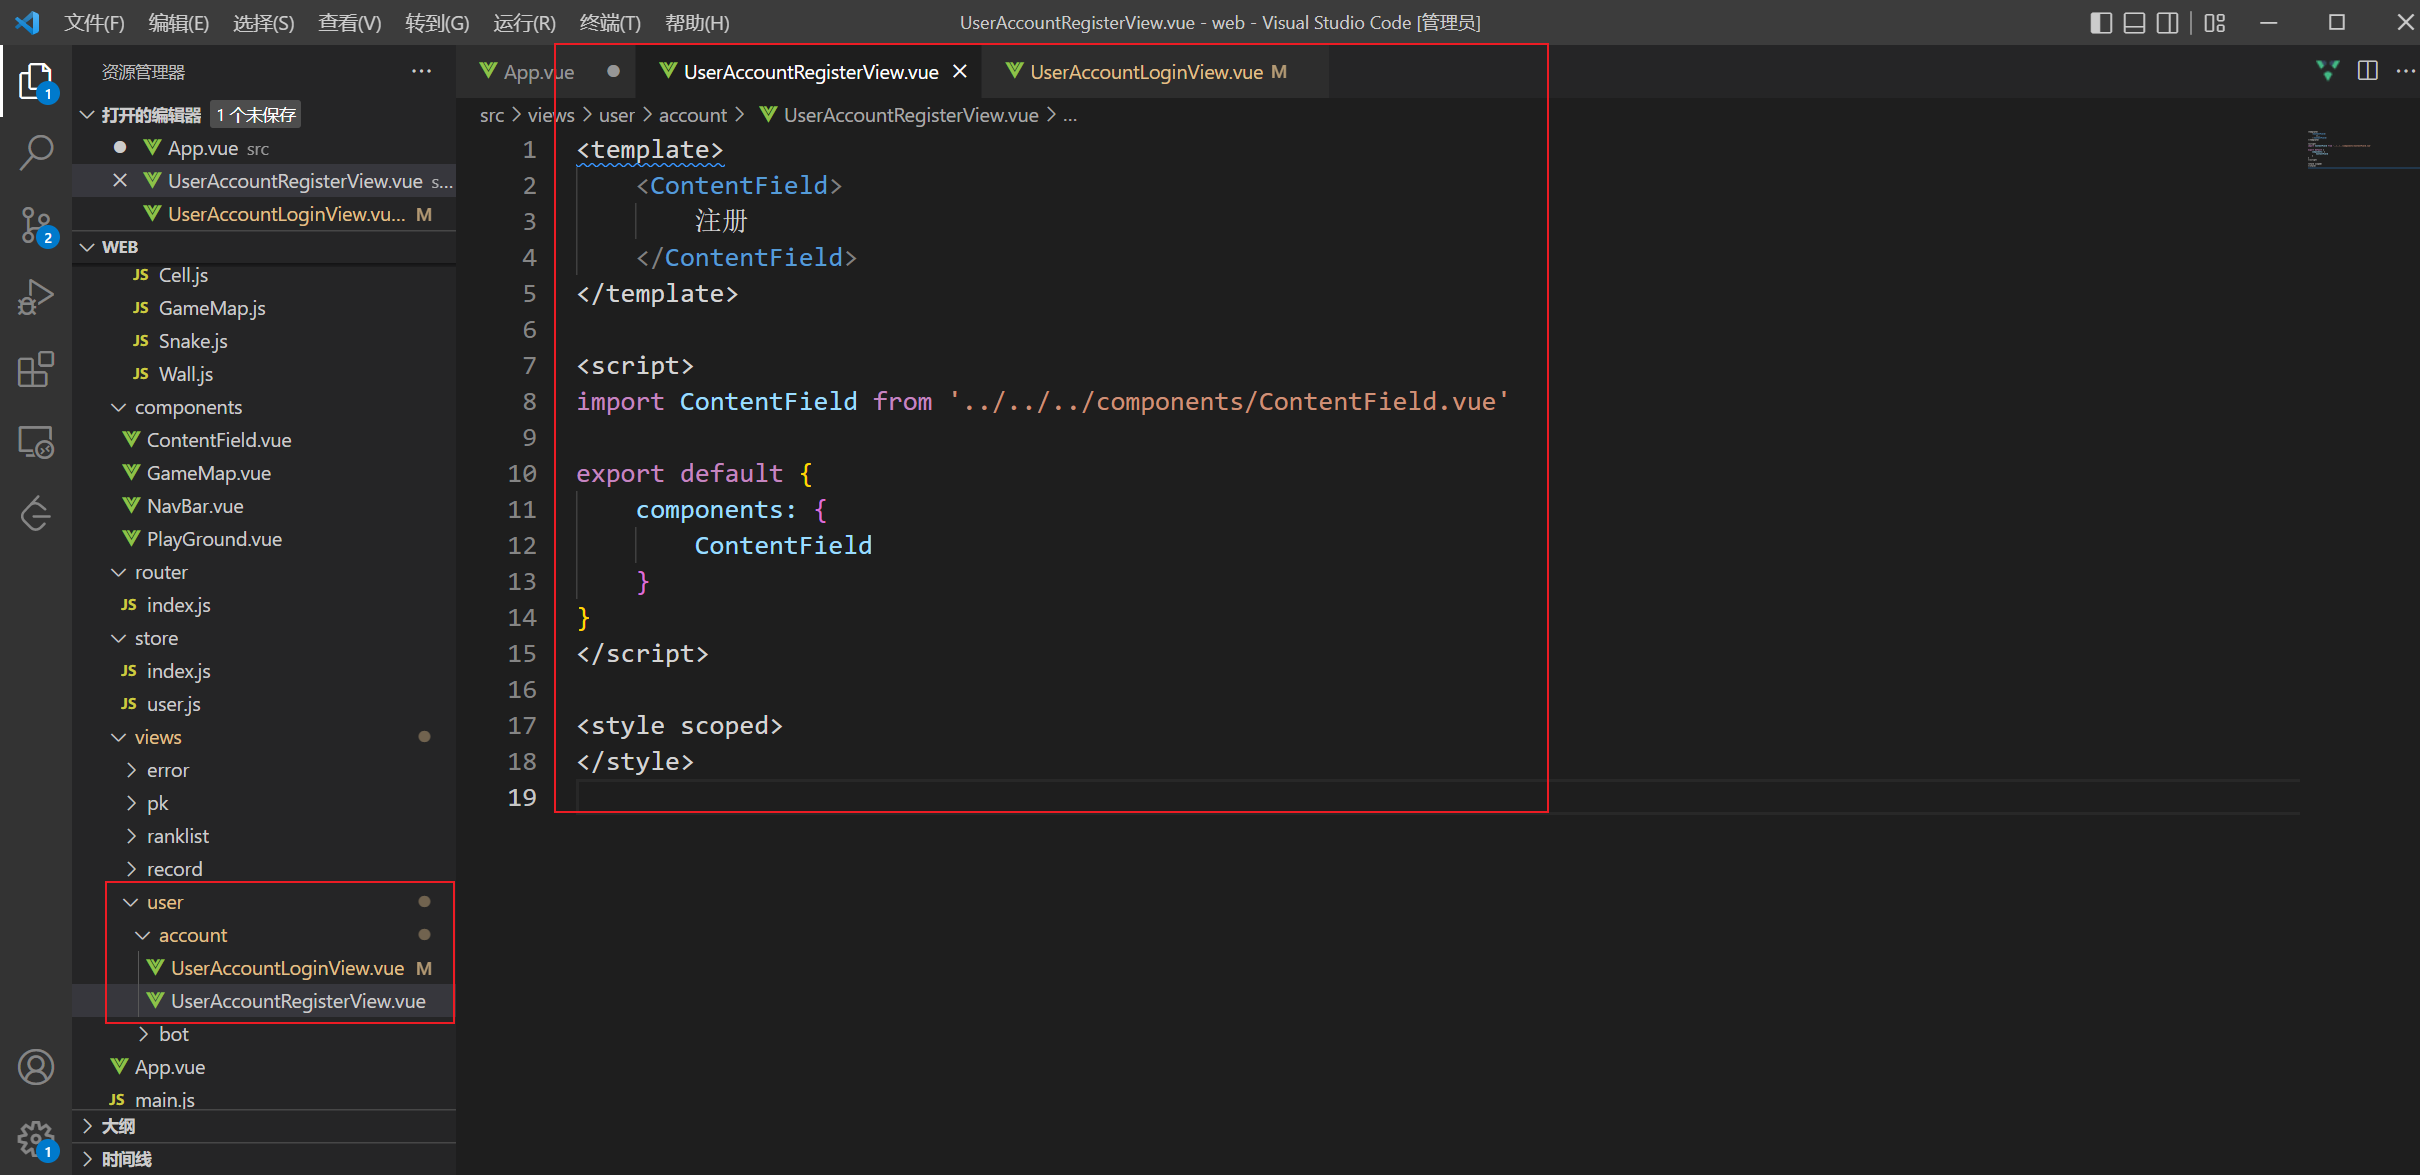 文件(F) 编辑(E) 选择(S) 查看(V) 转到(G) 运行(R) 终端(T) 帮助(H) UserAccountRegisterView.vue - web - Visual Studio Code [管理员]
资源管理器 ···
打开的编辑器 1 个未保存
App.vue src
UserAccountRegisterView.vue s...
UserAccountLoginView.vu... M
WEB
JS Cell.js
JS GameMap.js
JS Snake.js
JS Wall.js
components
ContentField.vue
GameMap.vue
NavBar.vue
PlayGround.vue
router
JS index.js
store
JS index.js
JS user.js
views
error
pk
ranklist
record
user
account
UserAccountLoginView.vue M
UserAccountRegisterView.vue
bot
App.vue
JS main.js
大纲
时间线
1
2
1
App.vue UserAccountRegisterView.vue UserAccountLoginView.vue M
src > views > user > account > UserAccountRegisterView.vue > ...
1 <template>
2 <ContentField>
3 注册
4 </ContentField>
5 </template>
6
7 <script>
8 import ContentField from '../../../components/ContentField.vue'
9
10 export default {
11 components: {
12 ContentField
13 }
14 }
15 </script>
16
17 <style scoped>
18 </style>
19